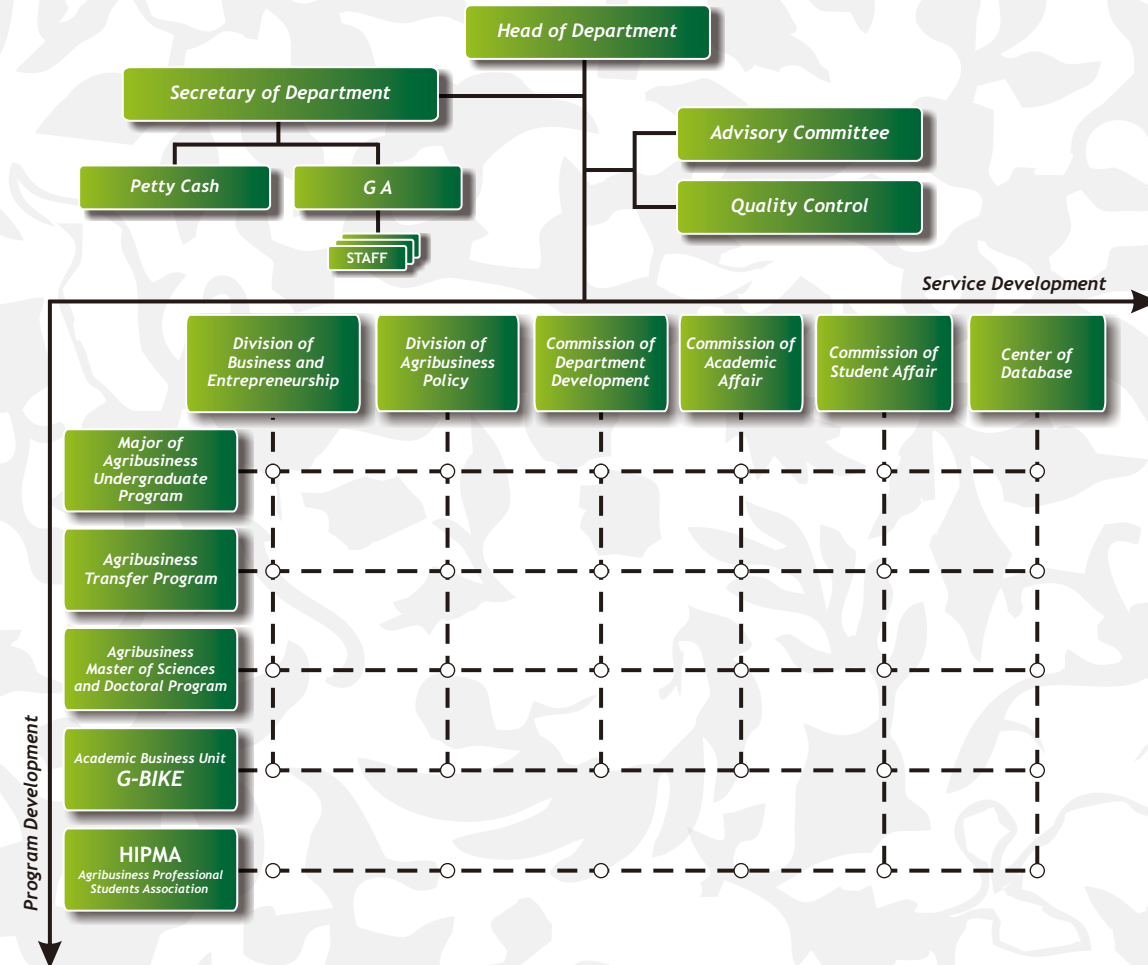 Head of Department
Secretary of Department
Advisory Committee
Petty Cash
G A
Quality Control
STAFF
Service Development
Division of
Business and
Entrepreneurship
Division of
Agribusiness
Policy
Commission of
Department
Development
Commission of
Academic
Affair
Commission of
Student Affair
Center of
Database
Major of
Agribusiness
Undergraduate
Program
Agribusiness
Transfer Program
Agribusiness
Master of Sciences
and Doctoral Program
Academic Business Unit
G-BIKE
HIPMA
Agribusiness Professional
Students Association
Program Development